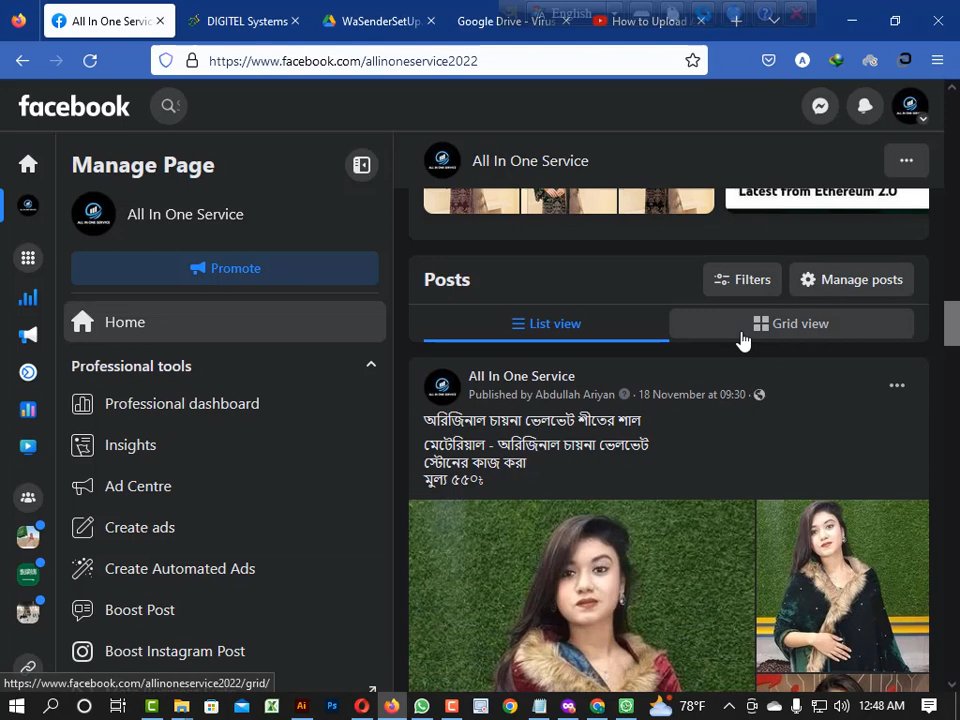 All In One Servic
DIGITEL Systems
WaSenderSetUp
Google Drive - Virus
How to Upload
English
https://www.facebook.com/allinoneservice2022
facebook
Manage Page
All In One Service
Promote
Home
Professional tools
Professional dashboard
Insights
Ad Centre
Create ads
Create Automated Ads
Boost Post
Boost Instagram Post
https://www.facebook.com/allinoneservice2022/grid/
All In One Service
Latest from Ethereum 2.0
Posts
Filters
Manage posts
List view
Grid view
All In One Service
Published by Abdullah Ariyan · 18 November at 09:30 ·
অরিজিনাল চায়না ভেলভেট শীতের শাল
মেটেরিয়াল - অরিজিনাল চায়না ভেলভেট
স্টোনের কাজ করা
মুল্য ৫৫০৳
78°F
12:48 AM